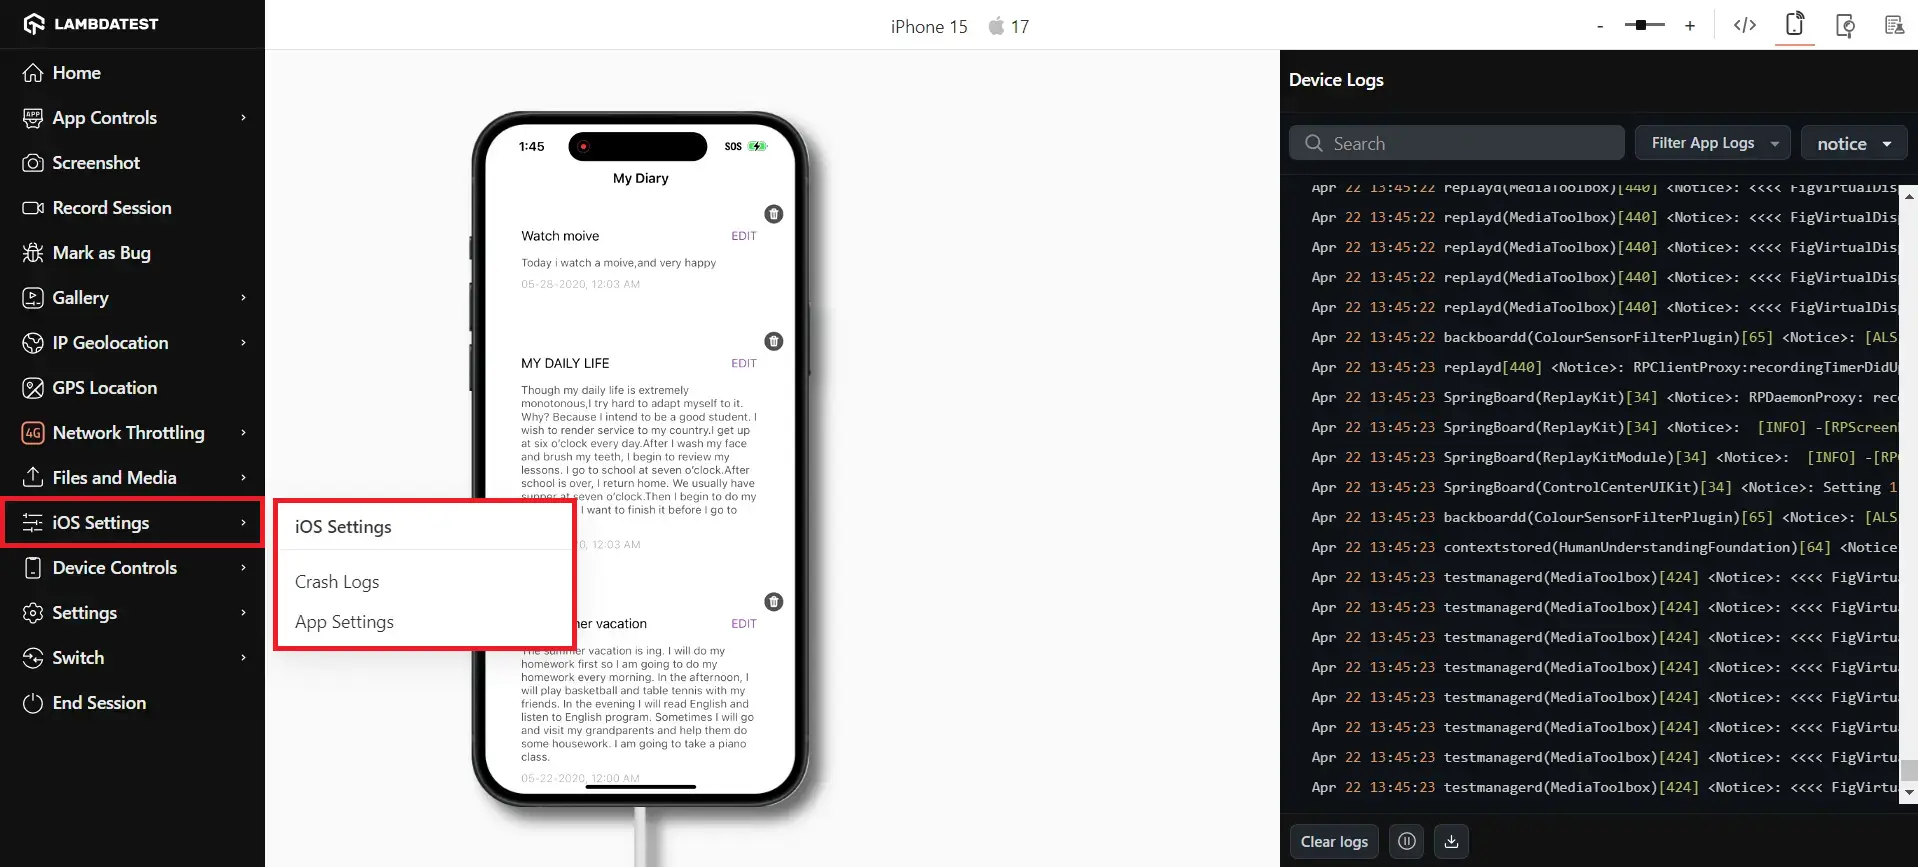 LAMBDATEST
Home
App Controls
Screenshot
Record Session
Mark as Bug
Gallery
IP Geolocation
GPS Location
4G Network Throttling
Files and Media
iOS Settings
Device Controls
Settings
Switch
End Session
iPhone 15 17
- +
1:45 SOS
My Diary
Watch moive EDIT
Today i watch a moive,and very happy
05-28-2020, 12:03 AM
MY DAILY LIFE EDIT
Though my daily life is extremely
monotonous,I try hard to adapt myself to it.
Why? Because I intend to be a good student. I
wish to render service to my country.I get up
at six o'clock every day.After I wash my face
and brush my teeth, I begin to review my
lessons. I go to school at seven o'clock.After
school is over, I return home. We usually have
supper at seven o'clock.Then I begin to do my
I want to finish it before I go to
0, 12:03 AM
iOS Settings
Crash Logs
App Settings
er vacation EDIT
The summer vacation is ing. I will do my
homework first so I am going to do my
homework every morning. In the afternoon, I
will play basketball and table tennis with my
friends. In the evening I will read English and
listen to English program. Sometimes I will go
and visit my grandparents and help them do
some housework. I am going to take a piano
class.
05-22-2020, 12:00 AM
Device Logs
Search
Filter App Logs
notice
Apr 22 13:45:22 replayd(MediaToolbox)[440] <Notice>: <<<< FigVirtualDisp
Apr 22 13:45:22 replayd(MediaToolbox)[440] <Notice>: <<<< FigVirtualDisp
Apr 22 13:45:22 replayd(MediaToolbox)[440] <Notice>: <<<< FigVirtualDisp
Apr 22 13:45:22 replayd(MediaToolbox)[440] <Notice>: <<<< FigVirtualDisp
Apr 22 13:45:22 replayd(MediaToolbox)[440] <Notice>: <<<< FigVirtualDisp
Apr 22 13:45:22 backboardd(ColourSensorFilterPlugin)[65] <Notice>: [ALS
Apr 22 13:45:23 replayd[440] <Notice>: RPClientProxy:recordingTimerDidUp
Apr 22 13:45:23 SpringBoard(ReplayKit)[34] <Notice>: RPDaemonProxy: rec
Apr 22 13:45:23 SpringBoard(ReplayKit)[34] <Notice>: [INFO] -[RPScreen
Apr 22 13:45:23 SpringBoard(ReplayKitModule)[34] <Notice>: [INFO] -[RP
Apr 22 13:45:23 SpringBoard(ControlCenterUIKit)[34] <Notice>: Setting 1
Apr 22 13:45:23 backboardd(ColourSensorFilterPlugin)[65] <Notice>: [ALS
Apr 22 13:45:23 contextstored(HumanUnderstandingFoundation)[64] <Notice
Apr 22 13:45:23 testmanagerd(MediaToolbox)[424] <Notice>: <<<< FigVirtu
Apr 22 13:45:23 testmanagerd(MediaToolbox)[424] <Notice>: <<<< FigVirtu
Apr 22 13:45:23 testmanagerd(MediaToolbox)[424] <Notice>: <<<< FigVirtu
Apr 22 13:45:23 testmanagerd(MediaToolbox)[424] <Notice>: <<<< FigVirtu
Apr 22 13:45:23 testmanagerd(MediaToolbox)[424] <Notice>: <<<< FigVirtu
Apr 22 13:45:23 testmanagerd(MediaToolbox)[424] <Notice>: <<<< FigVirtu
Apr 22 13:45:23 testmanagerd(MediaToolbox)[424] <Notice>: <<<< FigVirtu
Apr 22 13:45:23 testmanagerd(MediaToolbox)[424] <Notice>: <<<< FigVirtu
Clear logs